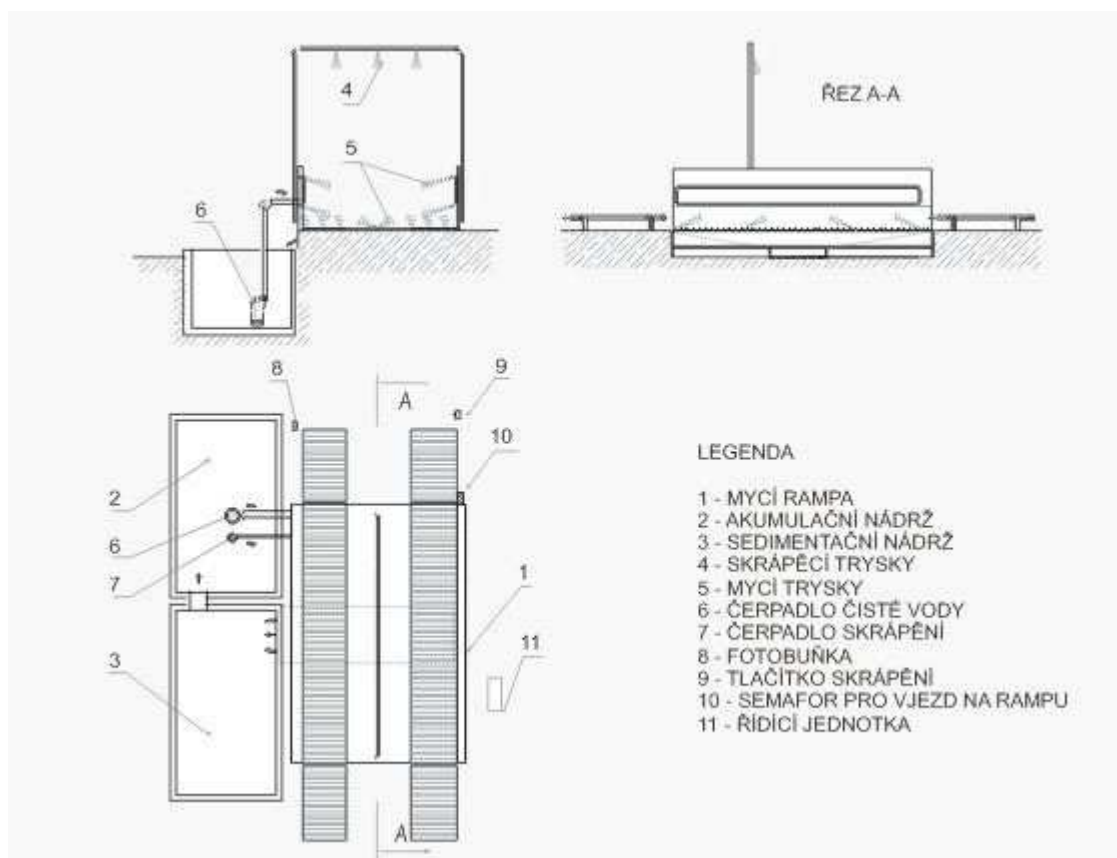 4
ŘEZ A-A
5
6
8
A
9
10
2
6
7
1
11
3
A
LEGENDA
1 - MYCÍ RAMPA
2 - AKUMULAČNÍ NÁDRŽ
3 - SEDIMENTAČNÍ NÁDRŽ
4 - SKRÁPĚCÍ TRYSKY
5 - MYCÍ TRYSKY
6 - ČERPADLO ČISTÉ VODY
7 - ČERPADLO SKRÁPĚNÍ
8 - FOTOBUŇKA
9 - TLAČÍTKO SKRÁPĚNÍ
10 - SEMAFOR PRO VJEZD NA RAMPU
11 - ŘÍDÍCÍ JEDNOTKA